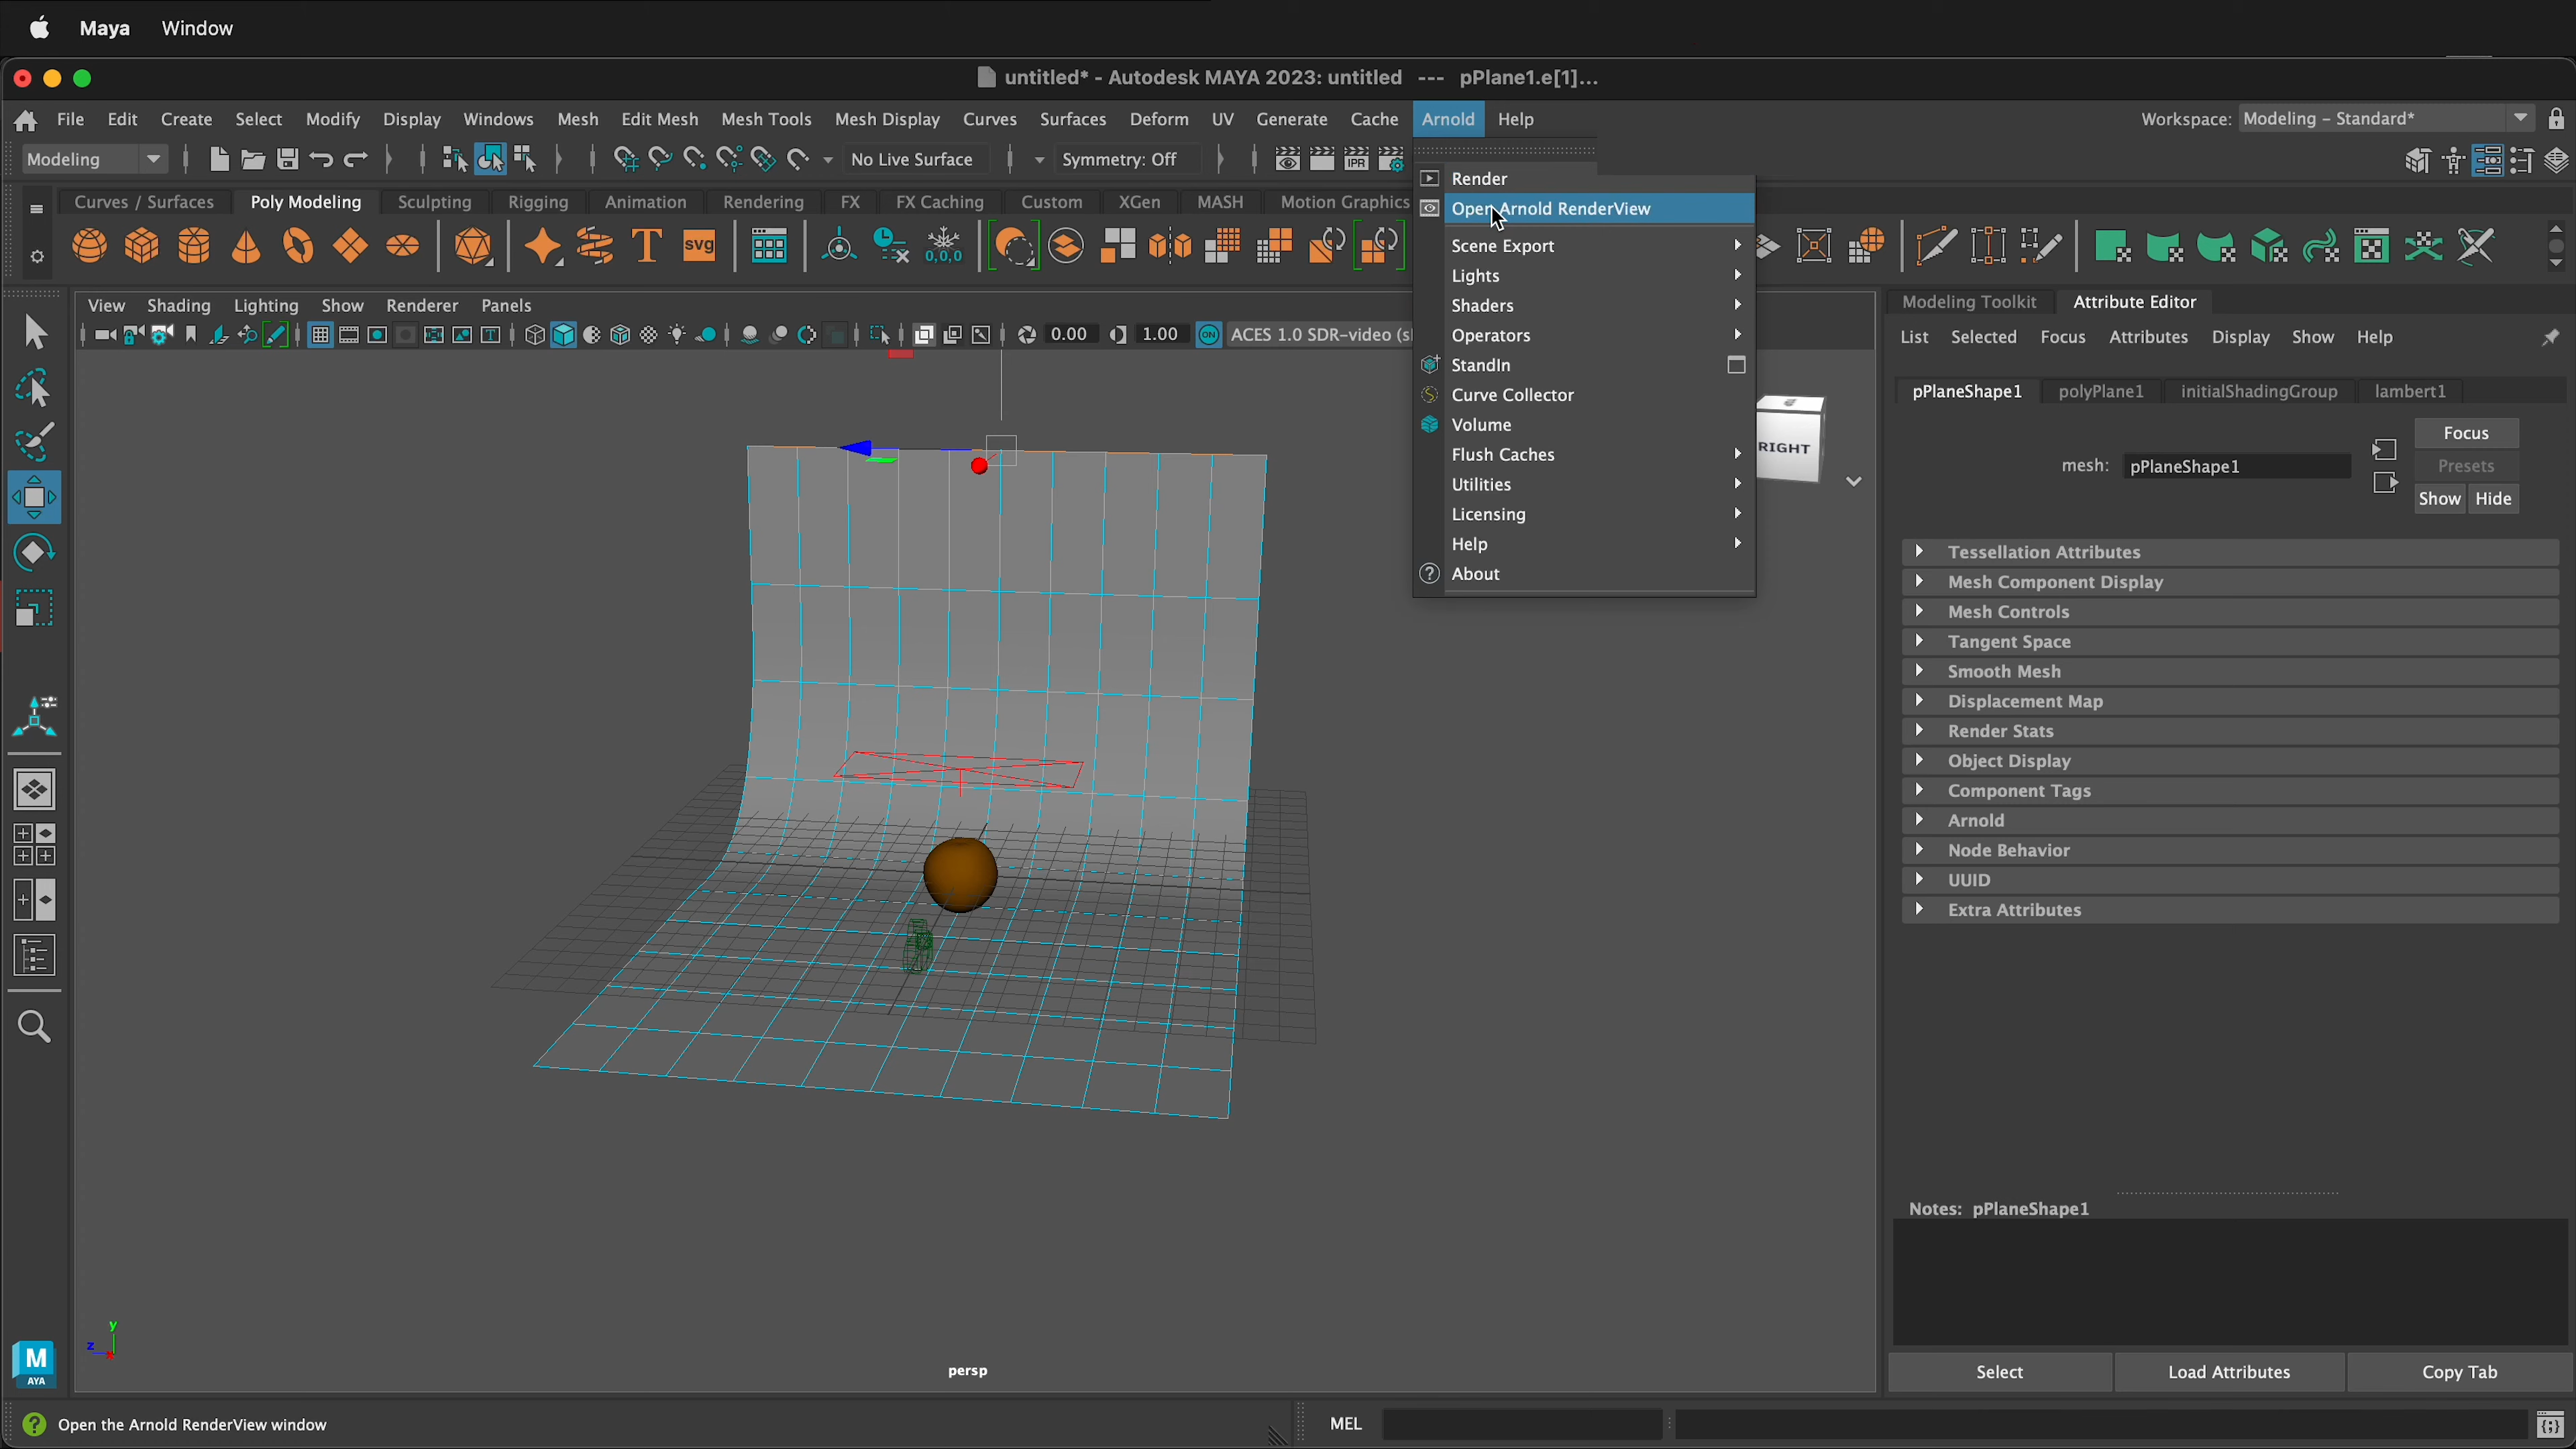 Maya Window
untitled* - Autodesk MAYA 2023: untitled --- pPlane1.e[1]...
File Edit Create Select Modify Display Windows Mesh Edit Mesh Mesh Tools Mesh Display Curves Surfaces Deform UV Generate Cache Arnold Help Workspace: Modeling - Standard*
Modeling No Live Surface Symmetry: Off IPR
Curves / Surfaces Poly Modeling Sculpting Rigging Animation Rendering FX FX Caching Custom XGen MASH Motion Graphics
T svg 0,0,0
Render
Open Arnold RenderView
Scene Export
Lights
Shaders
Operators
StandIn
Curve Collector
Volume
Flush Caches
Utilities
Licensing
Help
About
View Shading Lighting Show Renderer Panels
0.00 1.00 ON ACES 1.0 SDR-video (s
RIGHT
Modeling Toolkit Attribute Editor
List Selected Focus Attributes Display Show Help
pPlaneShape1 polyPlane1 initialShadingGroup lambert1
Focus
mesh: pPlaneShape1 Presets
Show Hide
Tessellation Attributes
Mesh Component Display
Mesh Controls
Tangent Space
Smooth Mesh
Displacement Map
Render Stats
Object Display
Component Tags
Arnold
Node Behavior
UUID
Extra Attributes
Notes: pPlaneShape1
Select Load Attributes Copy Tab
y
z
x
persp
M
AYA
Open the Arnold RenderView window
MEL